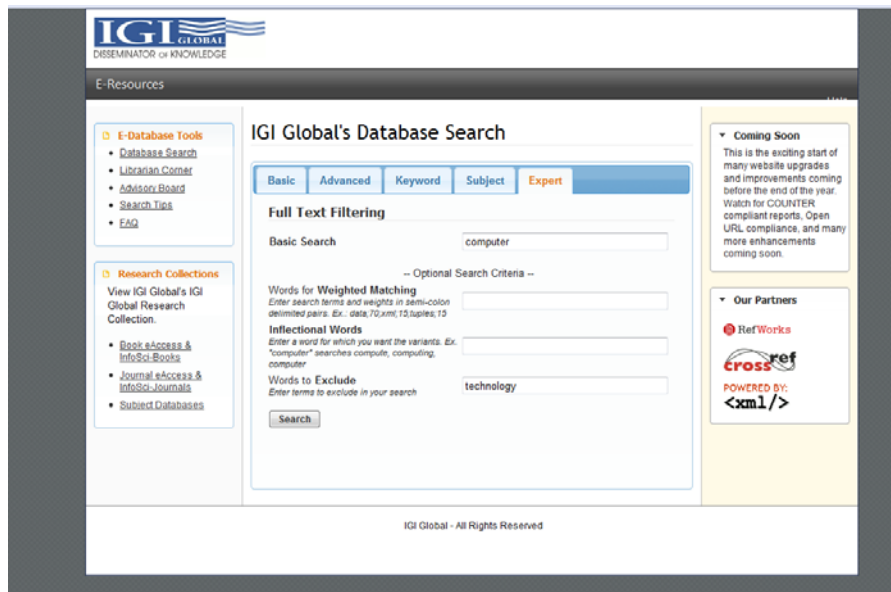 IGI GLOBAL
DISSEMINATOR OF KNOWLEDGE
E-Resources
Help
E-Database Tools
Database Search
Librarian Corner
Advisory Board
Search Tips
FAQ
Research Collections
View IGI Global's IGI
Global Research
Collection.
Book eAccess &
InfoSci-Books
Journal eAccess &
InfoSci-Journals
Subject Databases
IGI Global's Database Search
Basic Advanced Keyword Subject Expert
Full Text Filtering
Basic Search computer
-- Optional Search Criteria --
Words for Weighted Matching
Enter search terms and weights in semi-colon
delimited pairs. Ex.: data,70;xml,15;tuples;15
Inflectional Words
Enter a word for which you want the variants. Ex.
"computer" searches compute, computing,
computer
Words to Exclude technology
Enter terms to exclude in your search
Search
Coming Soon
This is the exciting start of
many website upgrades
and improvements coming
before the end of the year.
Watch for COUNTER
compliant reports, Open
URL compliance, and many
more enhancements
coming soon.
Our Partners
RefWorks
crossref
POWERED BY:
<xml/>
IGI Global - All Rights Reserved